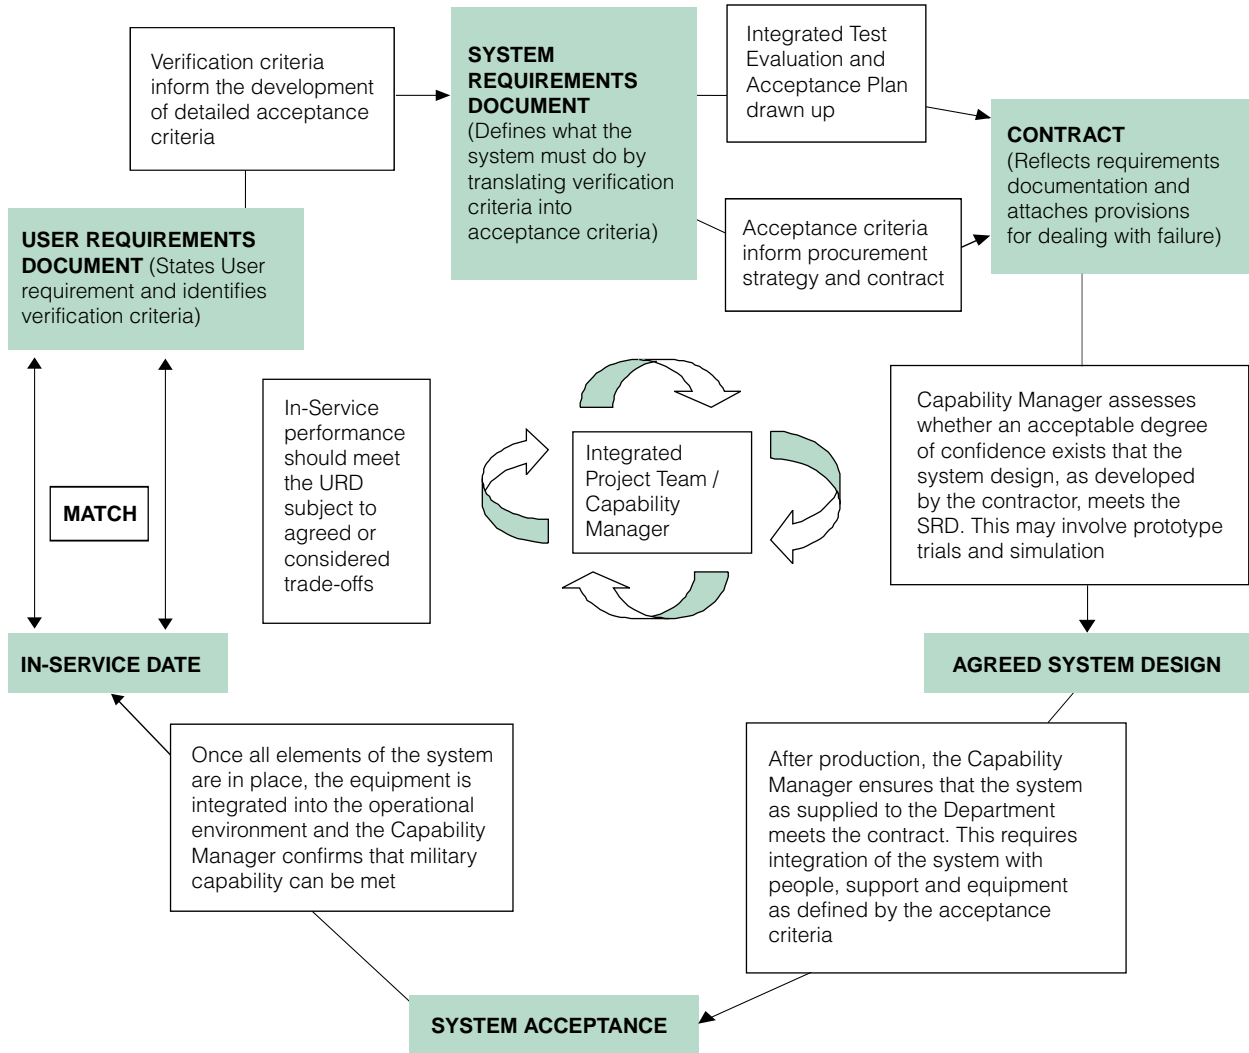 Verification criteria
inform the development
of detailed acceptance
criteria
SYSTEM
REQUIREMENTS
DOCUMENT
(Defines what the
system must do by
translating verification
criteria into
acceptance criteria)
Integrated Test
Evaluation and
Acceptance Plan
drawn up
Acceptance criteria
inform procurement
strategy and contract
CONTRACT
(Reflects requirements
documentation and
attaches provisions
for dealing with failure)
USER REQUIREMENTS
DOCUMENT (States User
requirement and identifies
verification criteria)
MATCH
In-Service
performance
should meet
the URD
subject to
agreed or
considered
trade-offs
Integrated
Project Team /
Capability
Manager
Capability Manager assesses
whether an acceptable degree
of confidence exists that the
system design, as developed
by the contractor, meets the
SRD. This may involve prototype
trials and simulation
IN-SERVICE DATE
AGREED SYSTEM DESIGN
Once all elements of the system
are in place, the equipment is
integrated into the operational
environment and the Capability
Manager confirms that military
capability can be met
After production, the Capability
Manager ensures that the system
as supplied to the Department
meets the contract. This requires
integration of the system with
people, support and equipment
as defined by the acceptance
criteria
SYSTEM ACCEPTANCE